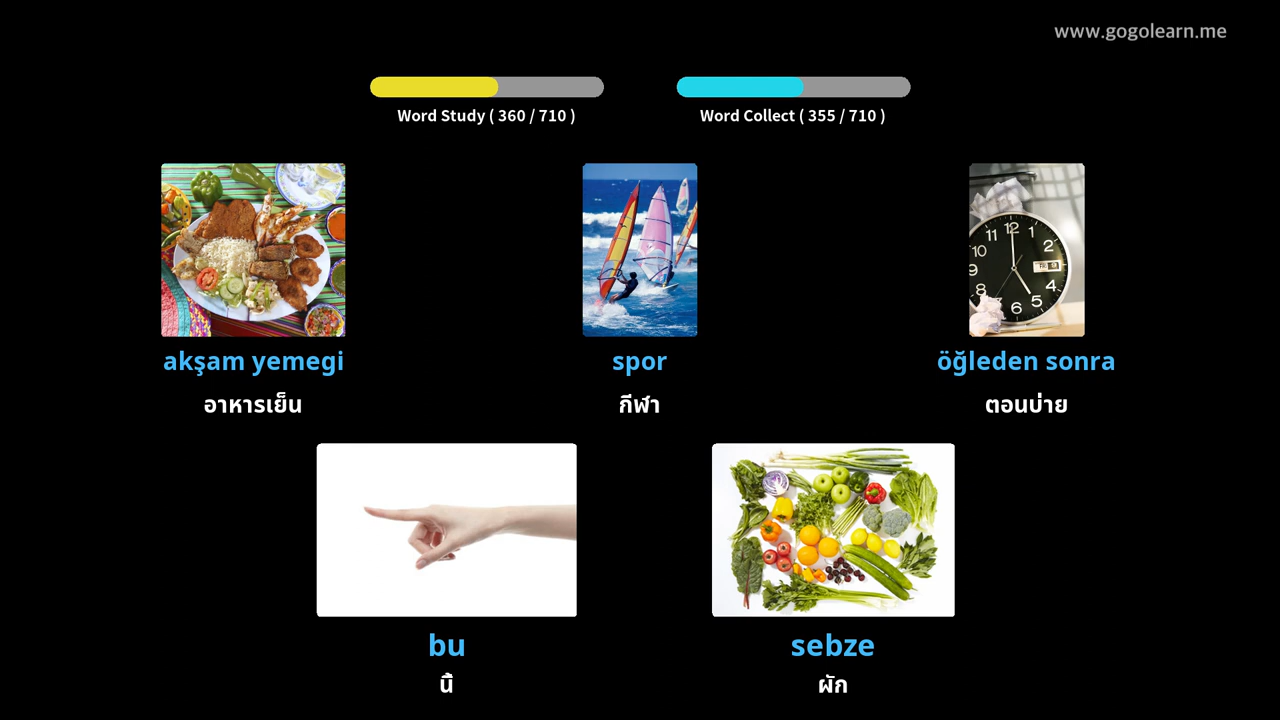 www.gogolearn.me
Word Study ( 360 / 710 )
Word Collect ( 355 / 710 )
akşam yemegi
อาหารเย็น
spor
กีฬา
öğleden sonra
ตอนบ่าย
bu
นี้
sebze
ผัก